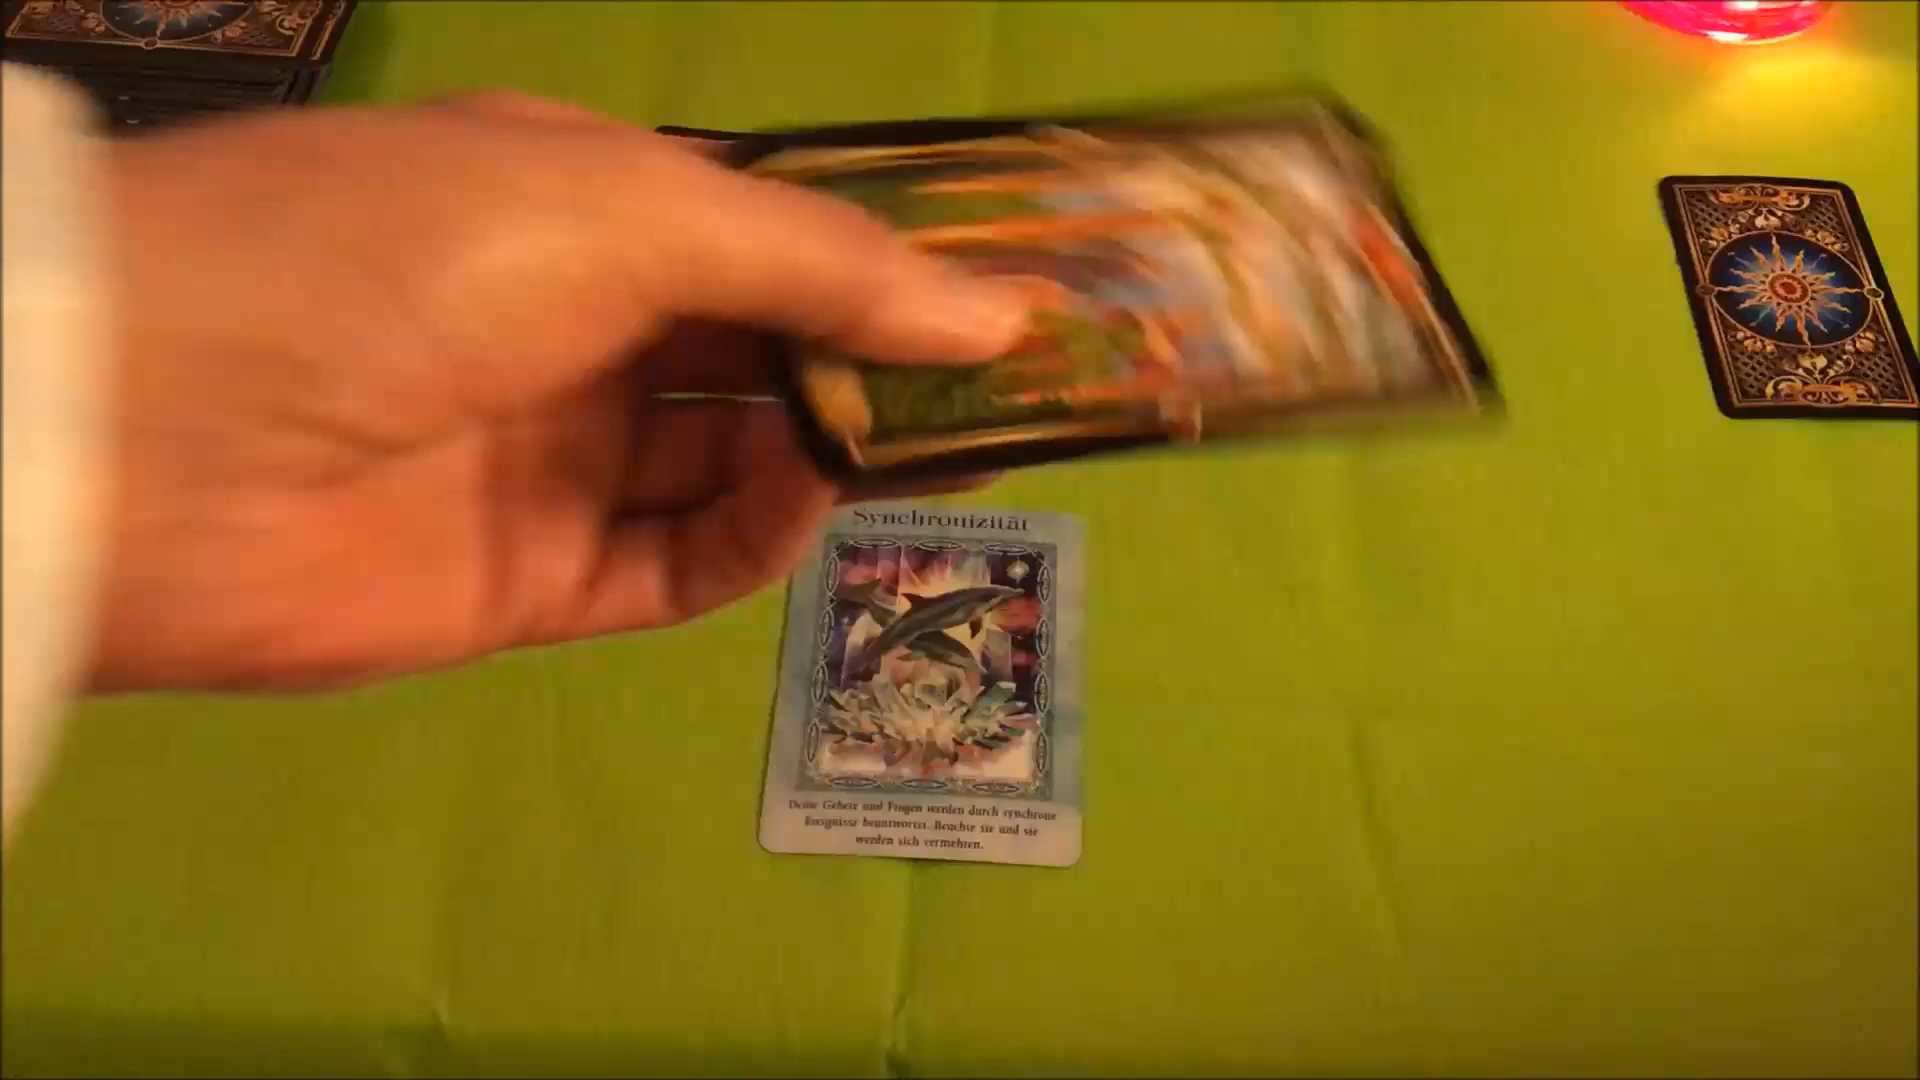 Synchronizität
Deine Gebete und Fragen werden durch synchrone
Ereignisse beantwortet. Beachte sie und sie
werden sich vermehren.